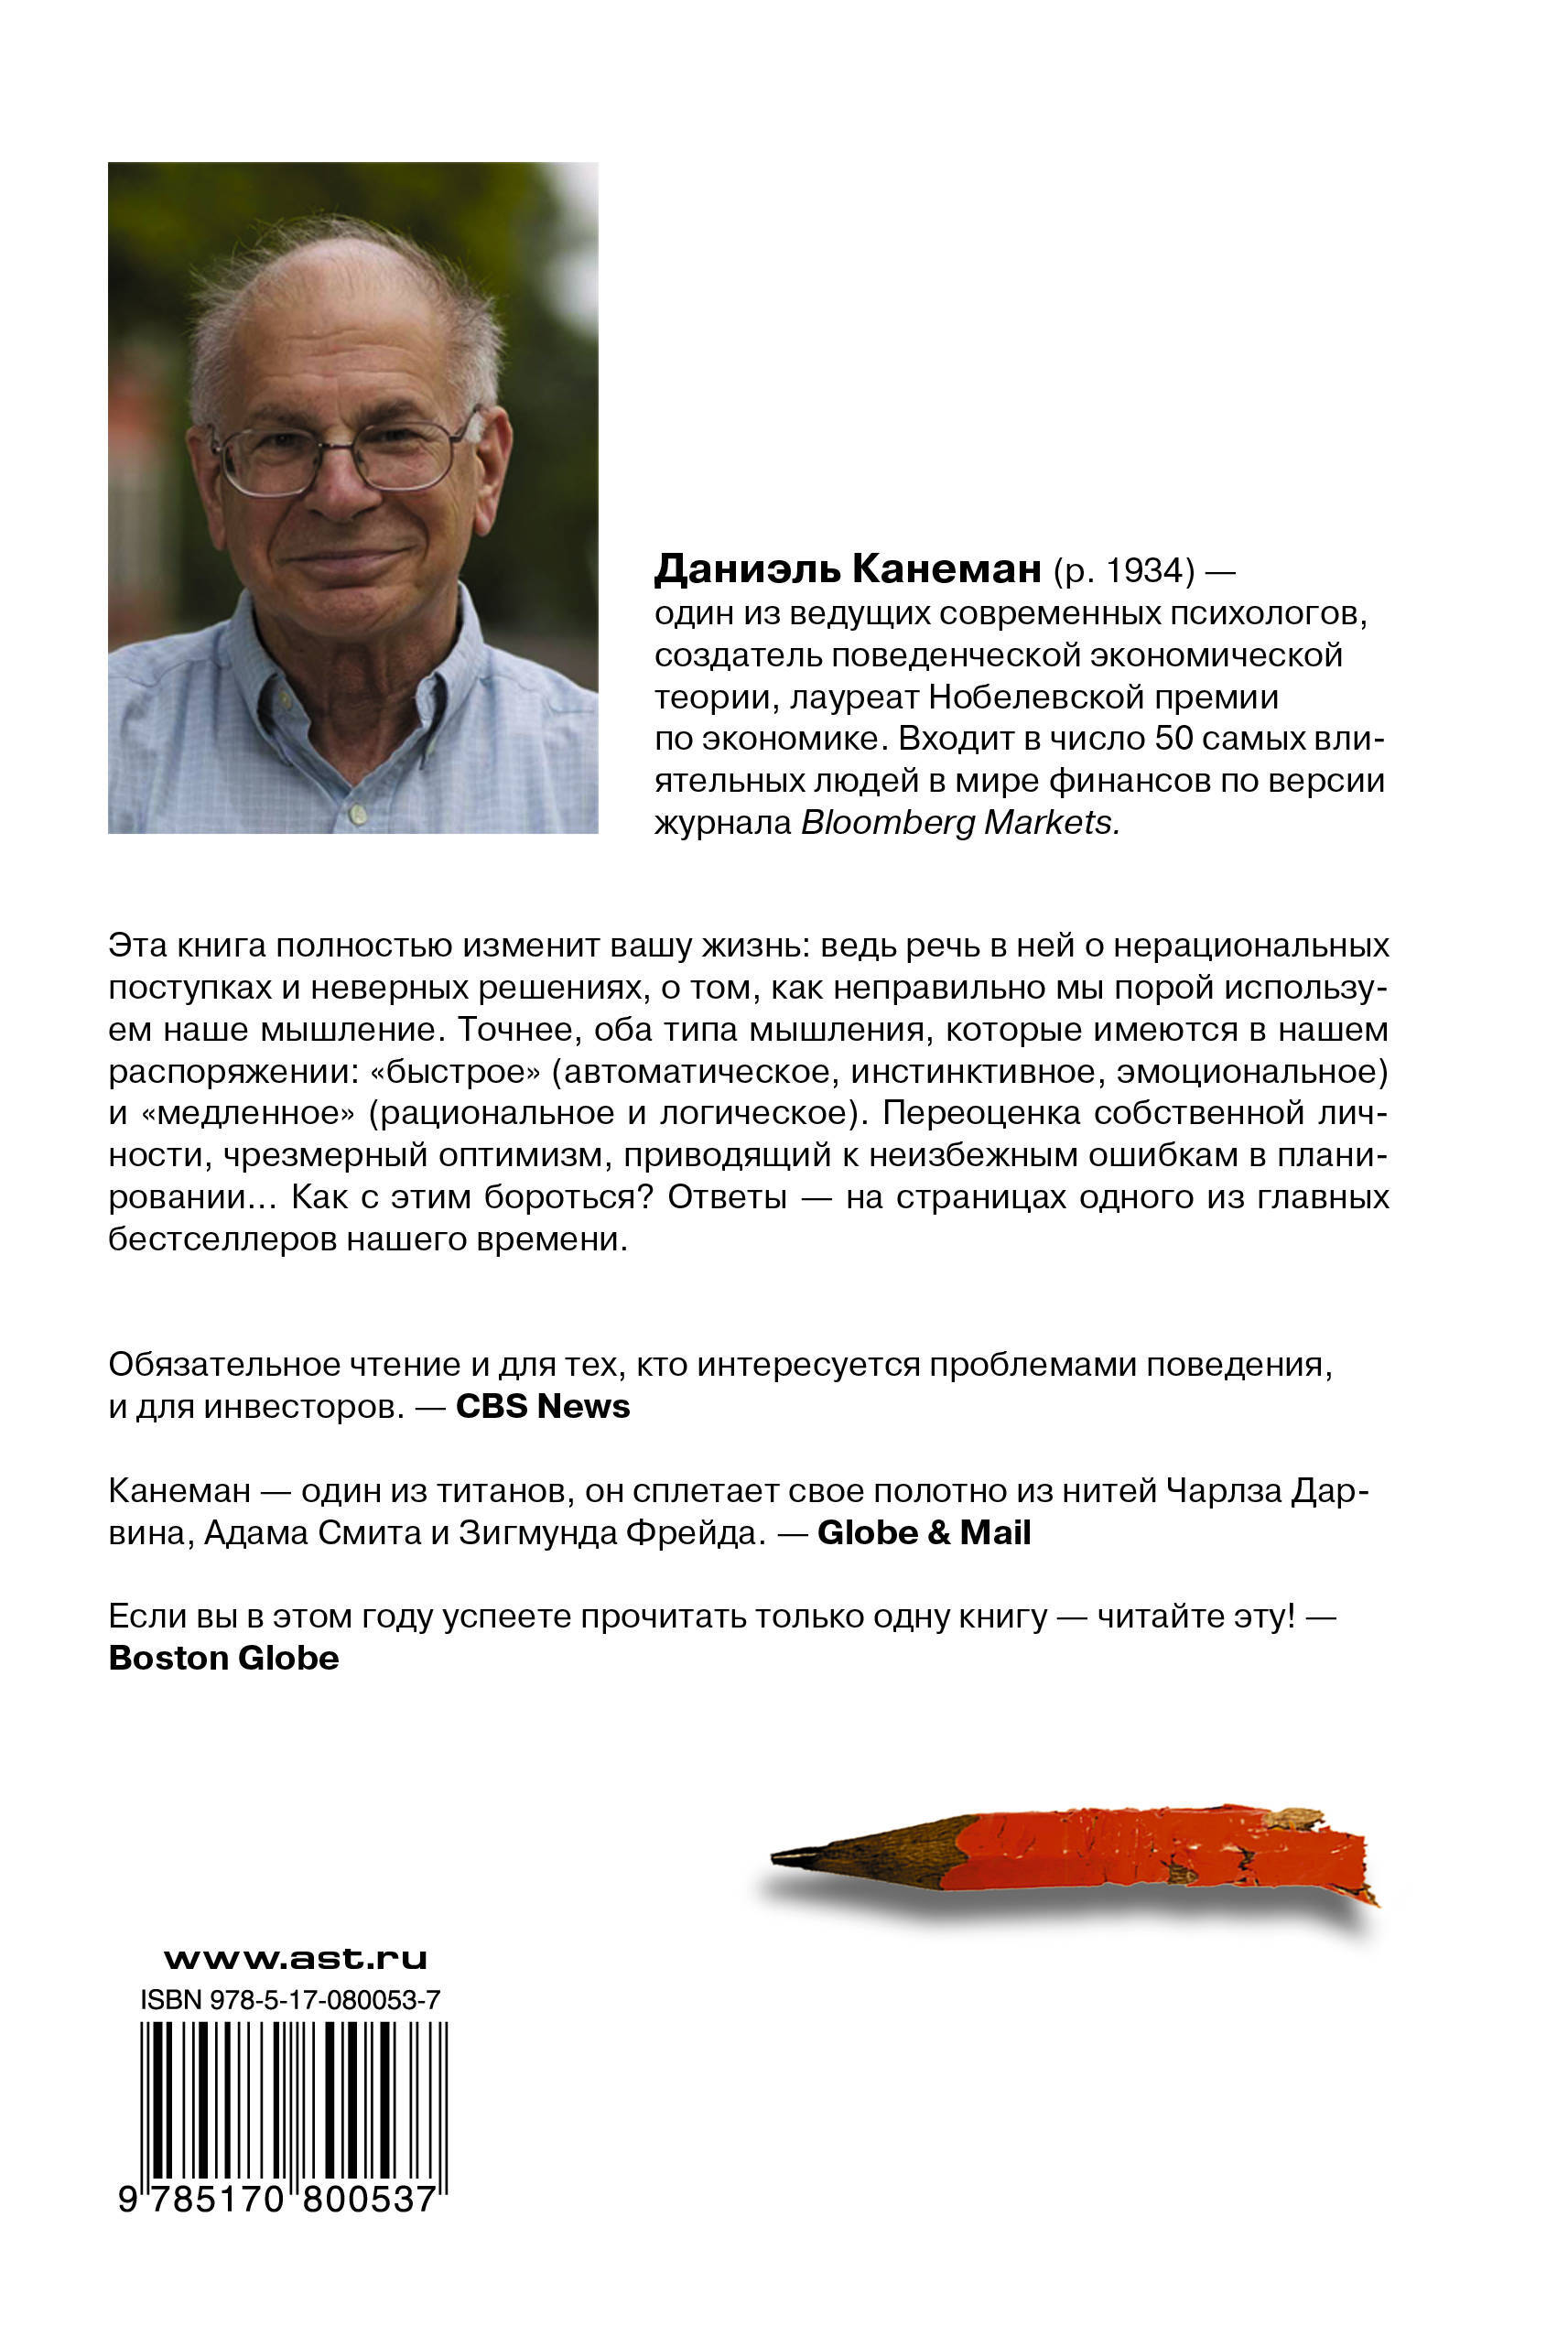 Даниэль Канеман (р. 1934) —
один из ведущих современных психологов,
создатель поведенческой экономической
теории, лауреат Нобелевской премии
по экономике. Входит в число 50 самых вли-
ятельных людей в мире финансов по версии
журнала Bloomberg Markets.
Эта книга полностью изменит вашу жизнь: ведь речь в ней о нерациональных
поступках и неверных решениях, о том, как неправильно мы порой использу-
ем наше мышление. Точнее, оба типа мышления, которые имеются в нашем
распоряжении: «быстрое» (автоматическое, инстинктивное, эмоциональное)
и «медленное» (рациональное и логическое). Переоценка собственной лич-
ности, чрезмерный оптимизм, приводящий к неизбежным ошибкам в плани-
ровании... Как с этим бороться? Ответы — на страницах одного из главных
бестселлеров нашего времени.
Обязательное чтение и для тех, кто интересуется проблемами поведения,
и для инвесторов. — CBS News
Канеман — один из титанов, он сплетает свое полотно из нитей Чарлза Дар-
вина, Адама Смита и Зигмунда Фрейда. — Globe & Mail
Если вы в этом году успеете прочитать только одну книгу — читайте эту! —
Boston Globe
www.ast.ru
ISBN 978-5-17-080053-7
9 785170 800537